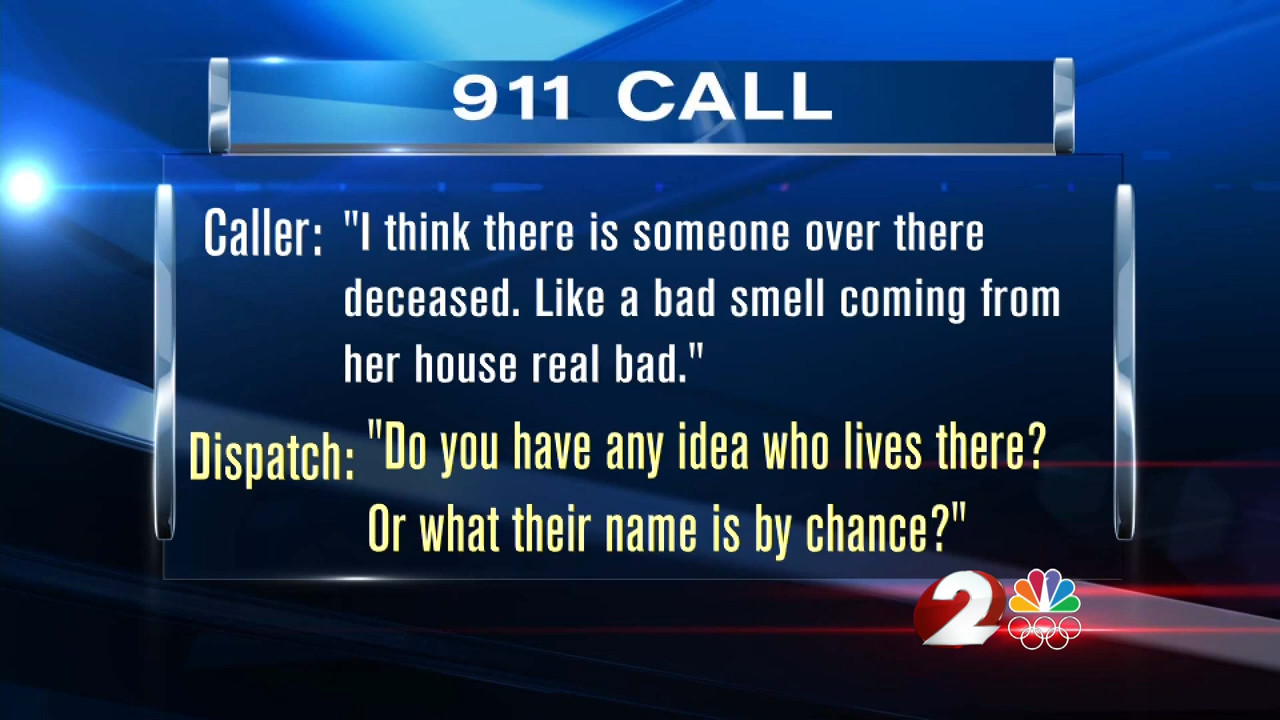 911 CALL
Caller: "I think there is someone over there
deceased. Like a bad smell coming from
her house real bad."
Dispatch: "Do you have any idea who lives there?
Or what their name is by chance?"
2